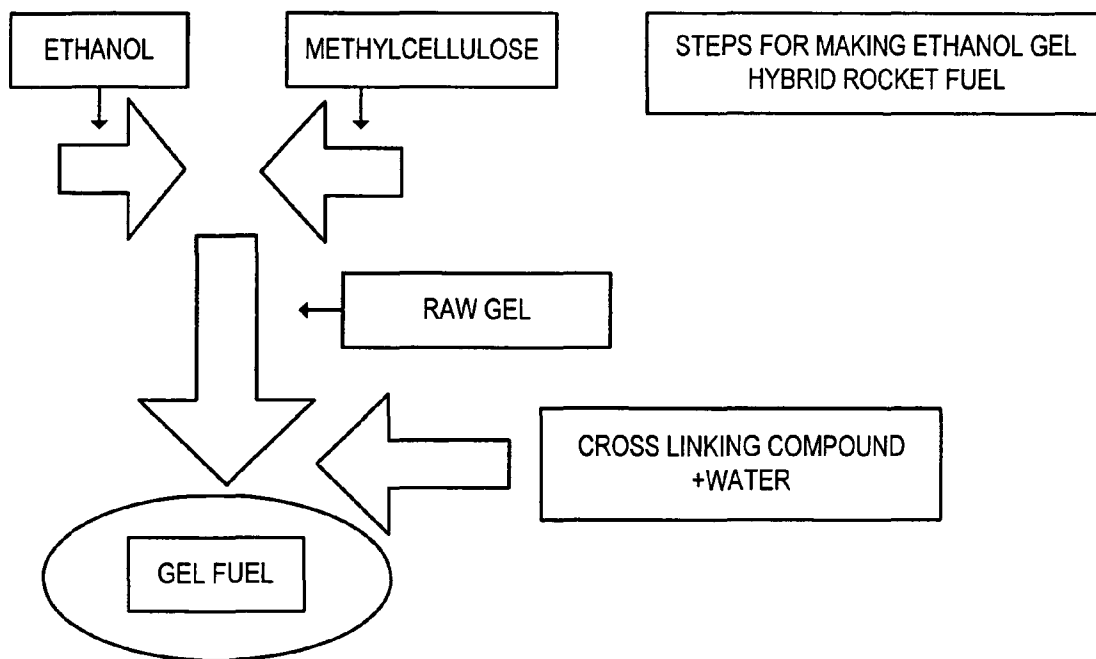 ETHANOL
METHYLCELLULOSE
STEPS FOR MAKING ETHANOL GEL
HYBRID ROCKET FUEL
RAW GEL
CROSS LINKING COMPOUND
+WATER
GEL FUEL